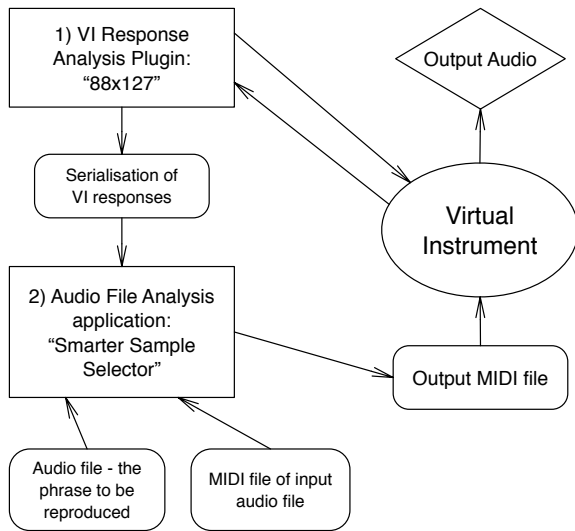 1) VI Response
Analysis Plugin:
“88x127”
Output Audio
Serialisation of
VI responses
Virtual
Instrument
2) Audio File Analysis
application:
“Smarter Sample
Selector”
Output MIDI file
Audio file - the
phrase to be
reproduced
MIDI file of input
audio file